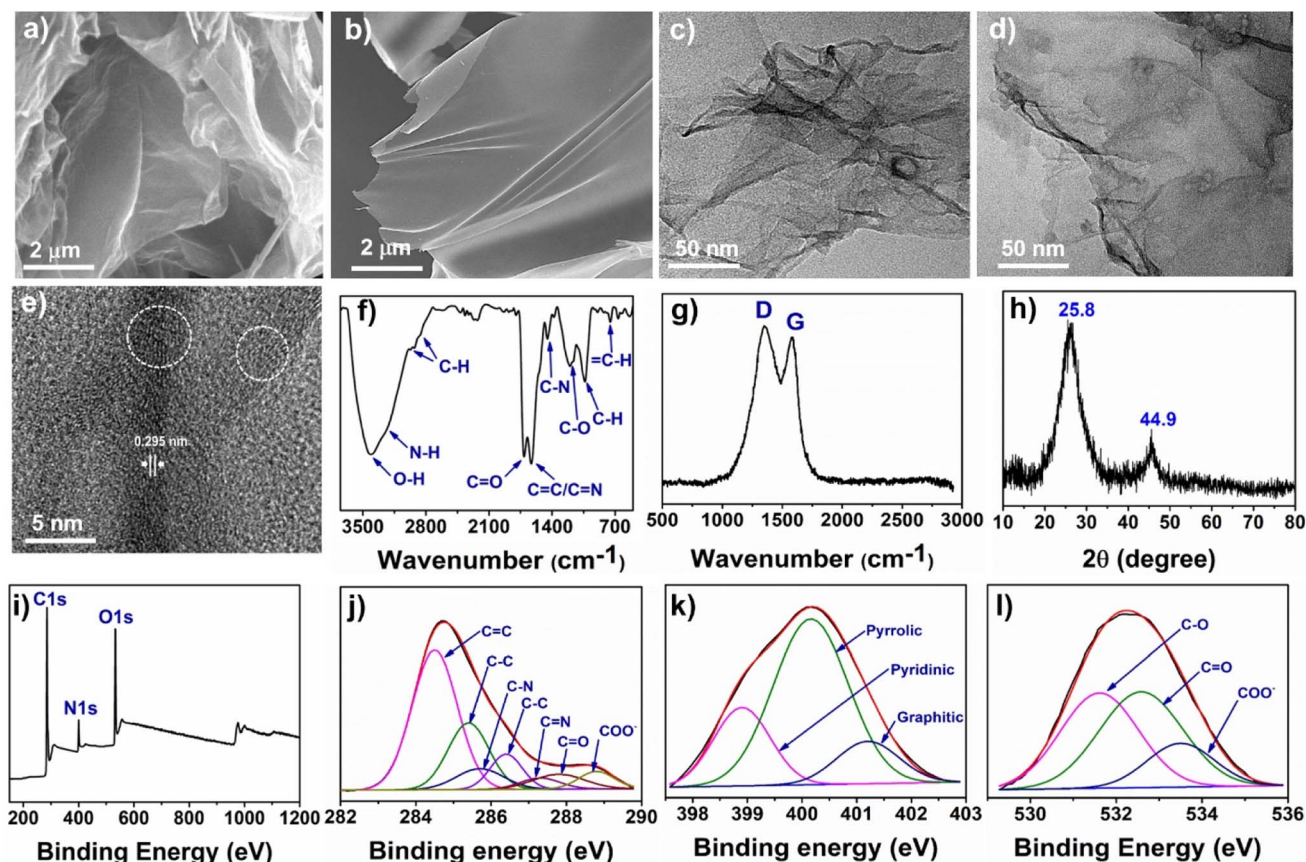 a)
2 μm
b)
2 μm
c)
50 nm
d)
50 nm
e)
0.295 nm
5 nm
f)
C-H
N-H
O-H
C=O
C=C/C=N
C-N
C-O
=C-H
C-H
3500 2800 2100 1400 700
Wavenumber (cm-1)
g)
D
G
500 1000 1500 2000 2500 3000
Wavenumber (cm-1)
h)
25.8
44.9
10 20 30 40 50 60 70 80
2θ (degree)
i)
C1s
N1s
O1s
200 400 600 800 1000 1200
Binding Energy (eV)
j)
C=C
C-C
C-N
C-C
C=N
C=O
COO-
282 284 286 288 290
Binding energy (eV)
k)
Pyrrolic
Pyridinic
Graphitic
398 399 400 401 402 403
Binding energy (eV)
l)
C-O
C=O
COO-
530 532 534 536
Binding energy (eV)